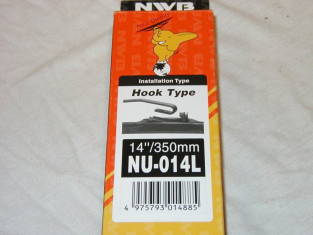 NWB
Installation Type
Hook Type
14"/350mm
NU-014L
4 975793 014885